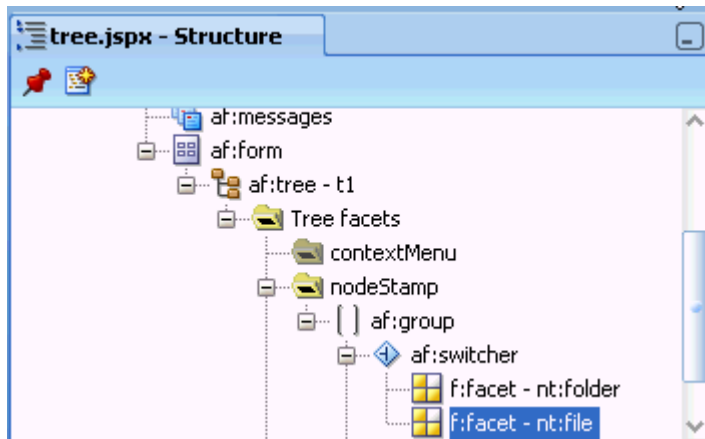 tree.jspx - Structure
af:messages
af:form
af:tree - t1
Tree facets
contextMenu
nodeStamp
af:group
af:switcher
f:facet - nt:folder
f:facet - nt:file